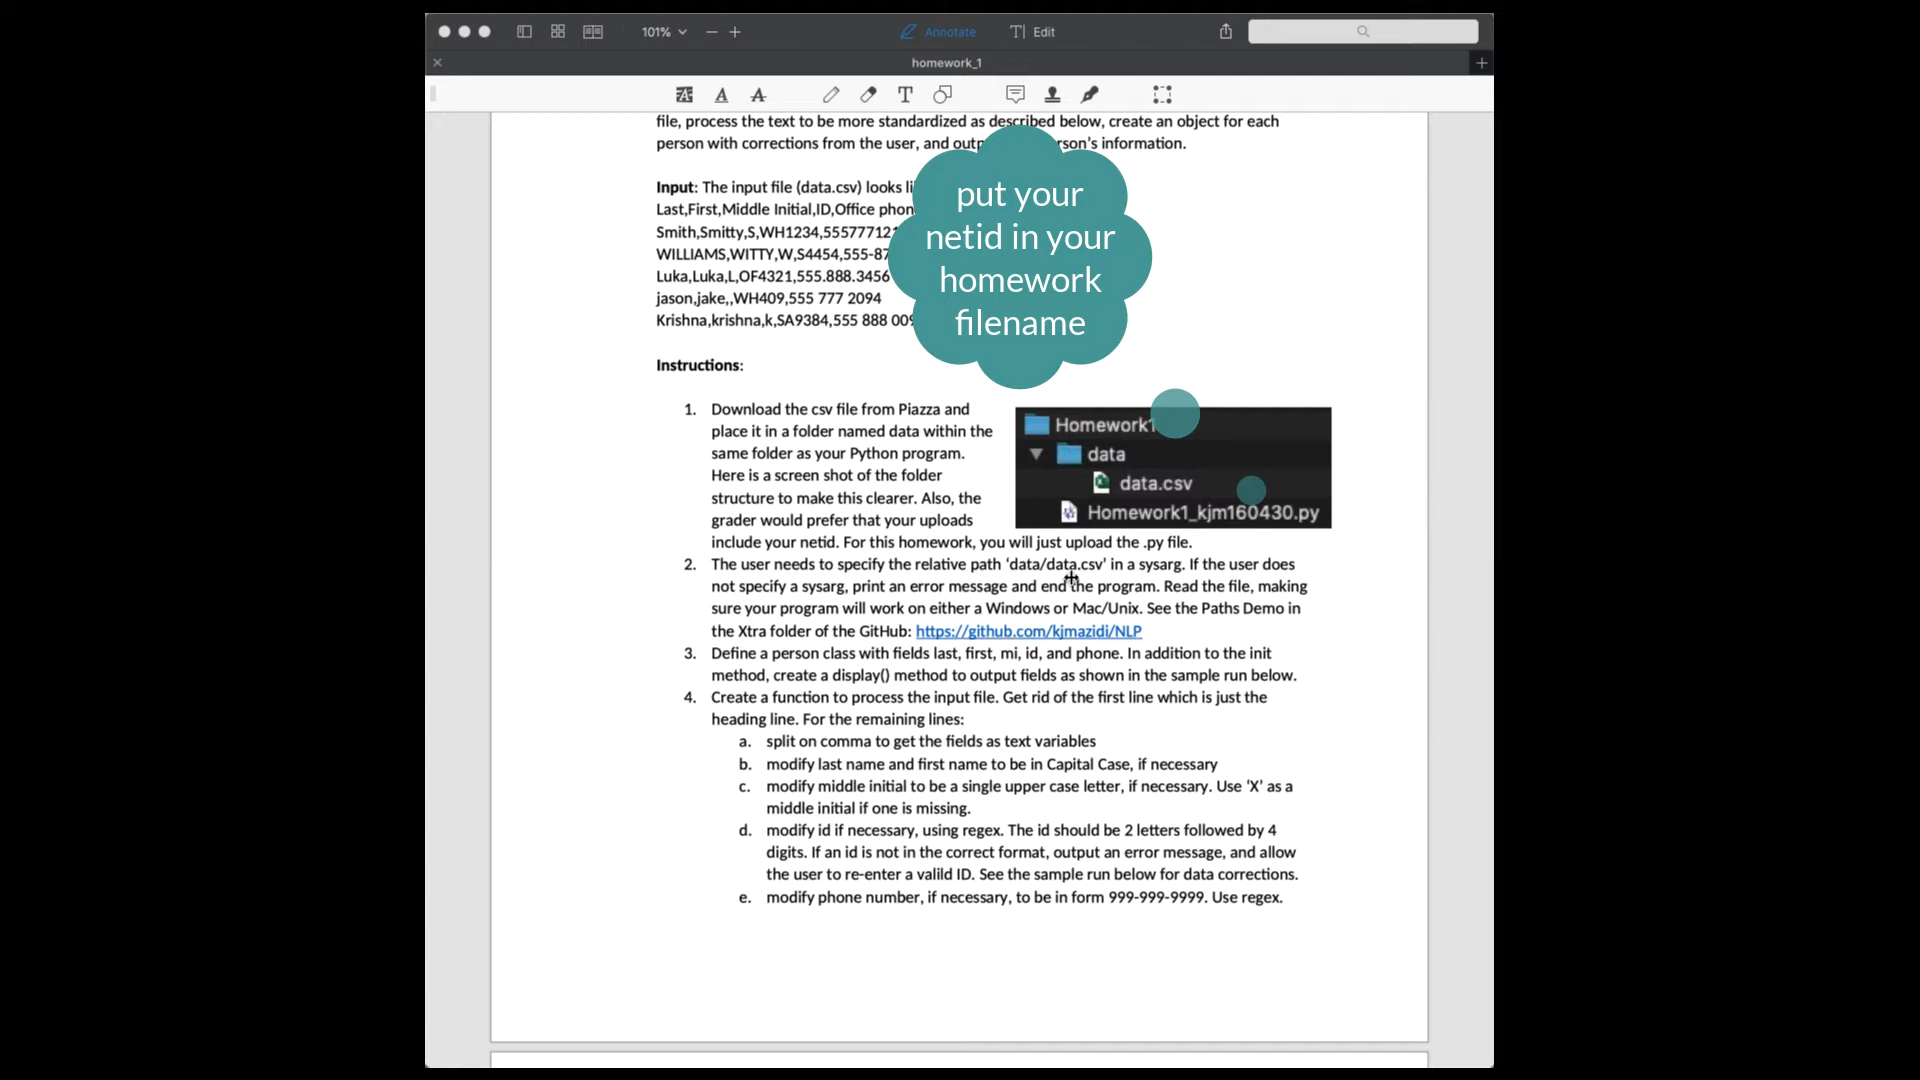 101%
Annotate
Edit
homework_1
file, process the text to be more standardized as described below, create an object for each
person with corrections from the user, and outp rson's information.
Input: The input file (data.csv) looks li
Last,First,Middle Initial,ID,Office phon
Smith,Smitty,S,WH1234,555777121
WILLIAMS,WITTY,W,S4454,555-87
Luka,Luka,L,OF4321,555.888.3456
jason,jake,,WH409,555 777 2094
Krishna,krishna,k,SA9384,555 888 009
put your
netid in your
homework
filename
Instructions:
1. Download the csv file from Piazza and
place it in a folder named data within the
same folder as your Python program.
Here is a screen shot of the folder
structure to make this clearer. Also, the
grader would prefer that your uploads
include your netid. For this homework, you will just upload the .py file.
Homework1
data
data.csv
Homework1_kjm160430.py
2. The user needs to specify the relative path ‘data/data.csv’ in a sysarg. If the user does
not specify a sysarg, print an error message and end the program. Read the file, making
sure your program will work on either a Windows or Mac/Unix. See the Paths Demo in
the Xtra folder of the GitHub: https://github.com/kjmazidi/NLP
3. Define a person class with fields last, first, mi, id, and phone. In addition to the init
method, create a display() method to output fields as shown in the sample run below.
4. Create a function to process the input file. Get rid of the first line which is just the
heading line. For the remaining lines:
a. split on comma to get the fields as text variables
b. modify last name and first name to be in Capital Case, if necessary
c. modify middle initial to be a single upper case letter, if necessary. Use ‘X’ as a
middle initial if one is missing.
d. modify id if necessary, using regex. The id should be 2 letters followed by 4
digits. If an id is not in the correct format, output an error message, and allow
the user to re-enter a valild ID. See the sample run below for data corrections.
e. modify phone number, if necessary, to be in form 999-999-9999. Use regex.